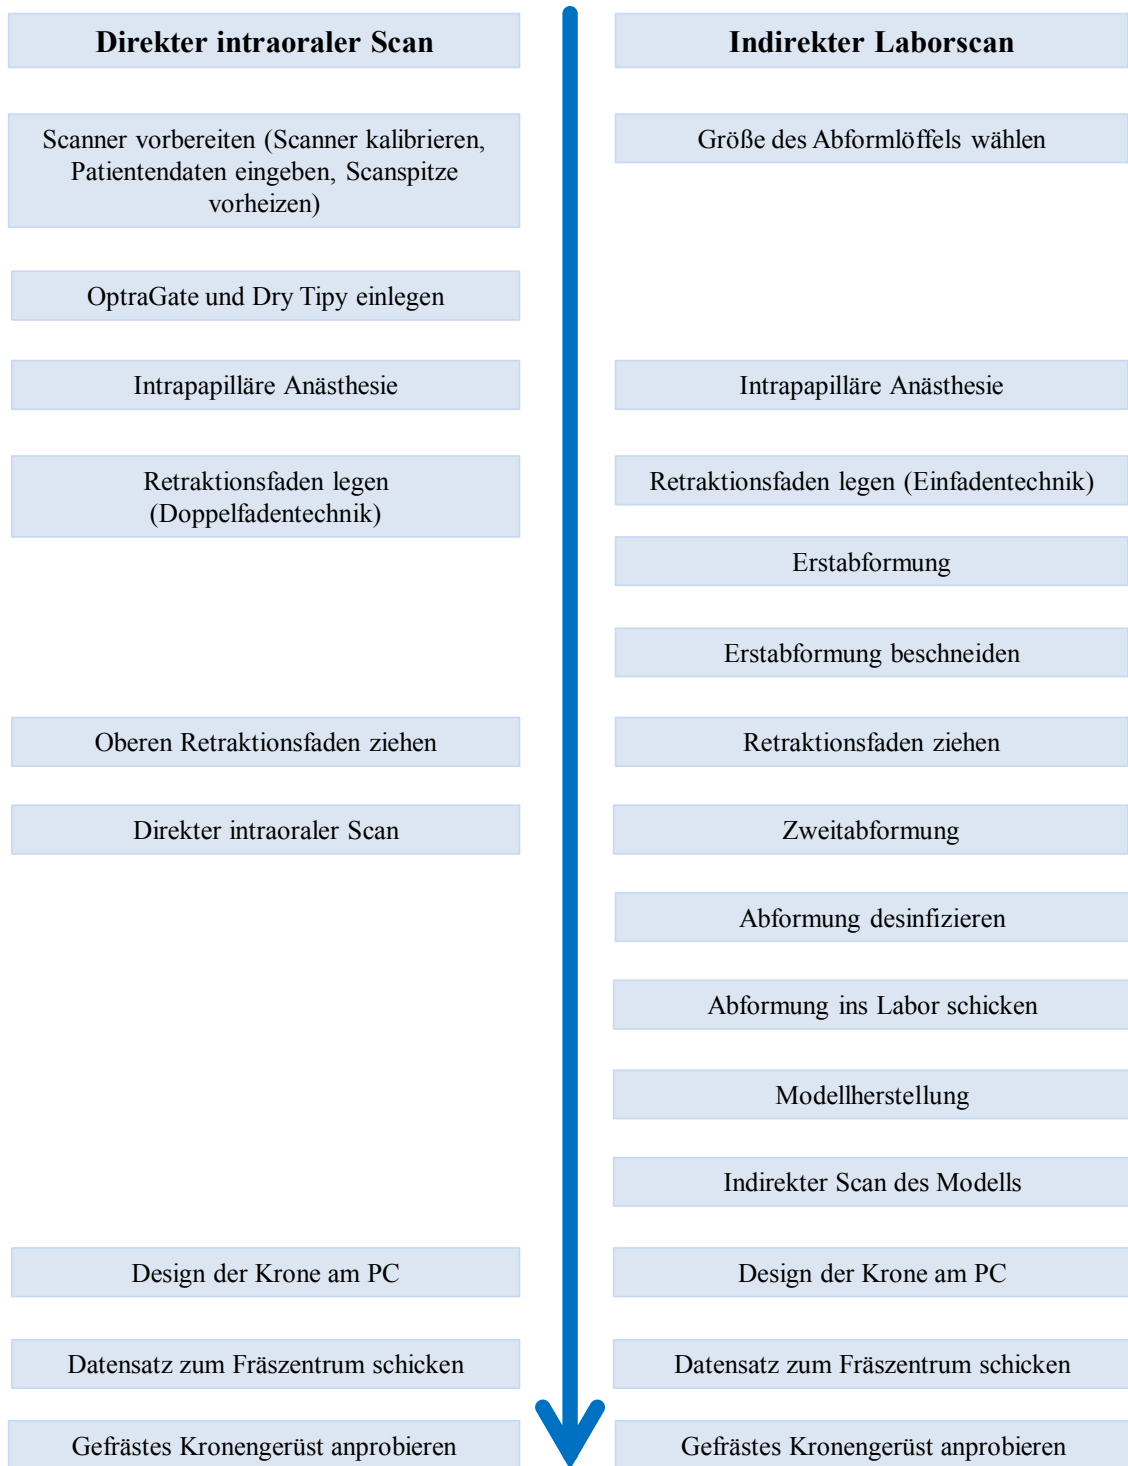 Direkter intraoraler Scan
Indirekter Laborscan
Scanner vorbereiten (Scanner kalibrieren,
Patientendaten eingeben, Scanspitze
vorheizen)
Größe des Abformlöffels wählen
OptraGate und Dry Tipy einlegen
Intrapapilläre Anästhesie
Intrapapilläre Anästhesie
Retraktionsfaden legen
(Doppelfadentechnik)
Retraktionsfaden legen (Einfadentechnik)
Erstabformung
Erstabformung beschneiden
Oberen Retraktionsfaden ziehen
Retraktionsfaden ziehen
Direkter intraoraler Scan
Zweitabformung
Abformung desinfizieren
Abformung ins Labor schicken
Modellherstellung
Indirekter Scan des Modells
Design der Krone am PC
Design der Krone am PC
Datensatz zum Fräszentrum schicken
Datensatz zum Fräszentrum schicken
Gefrästes Kronengerüst anprobieren
Gefrästes Kronengerüst anprobieren